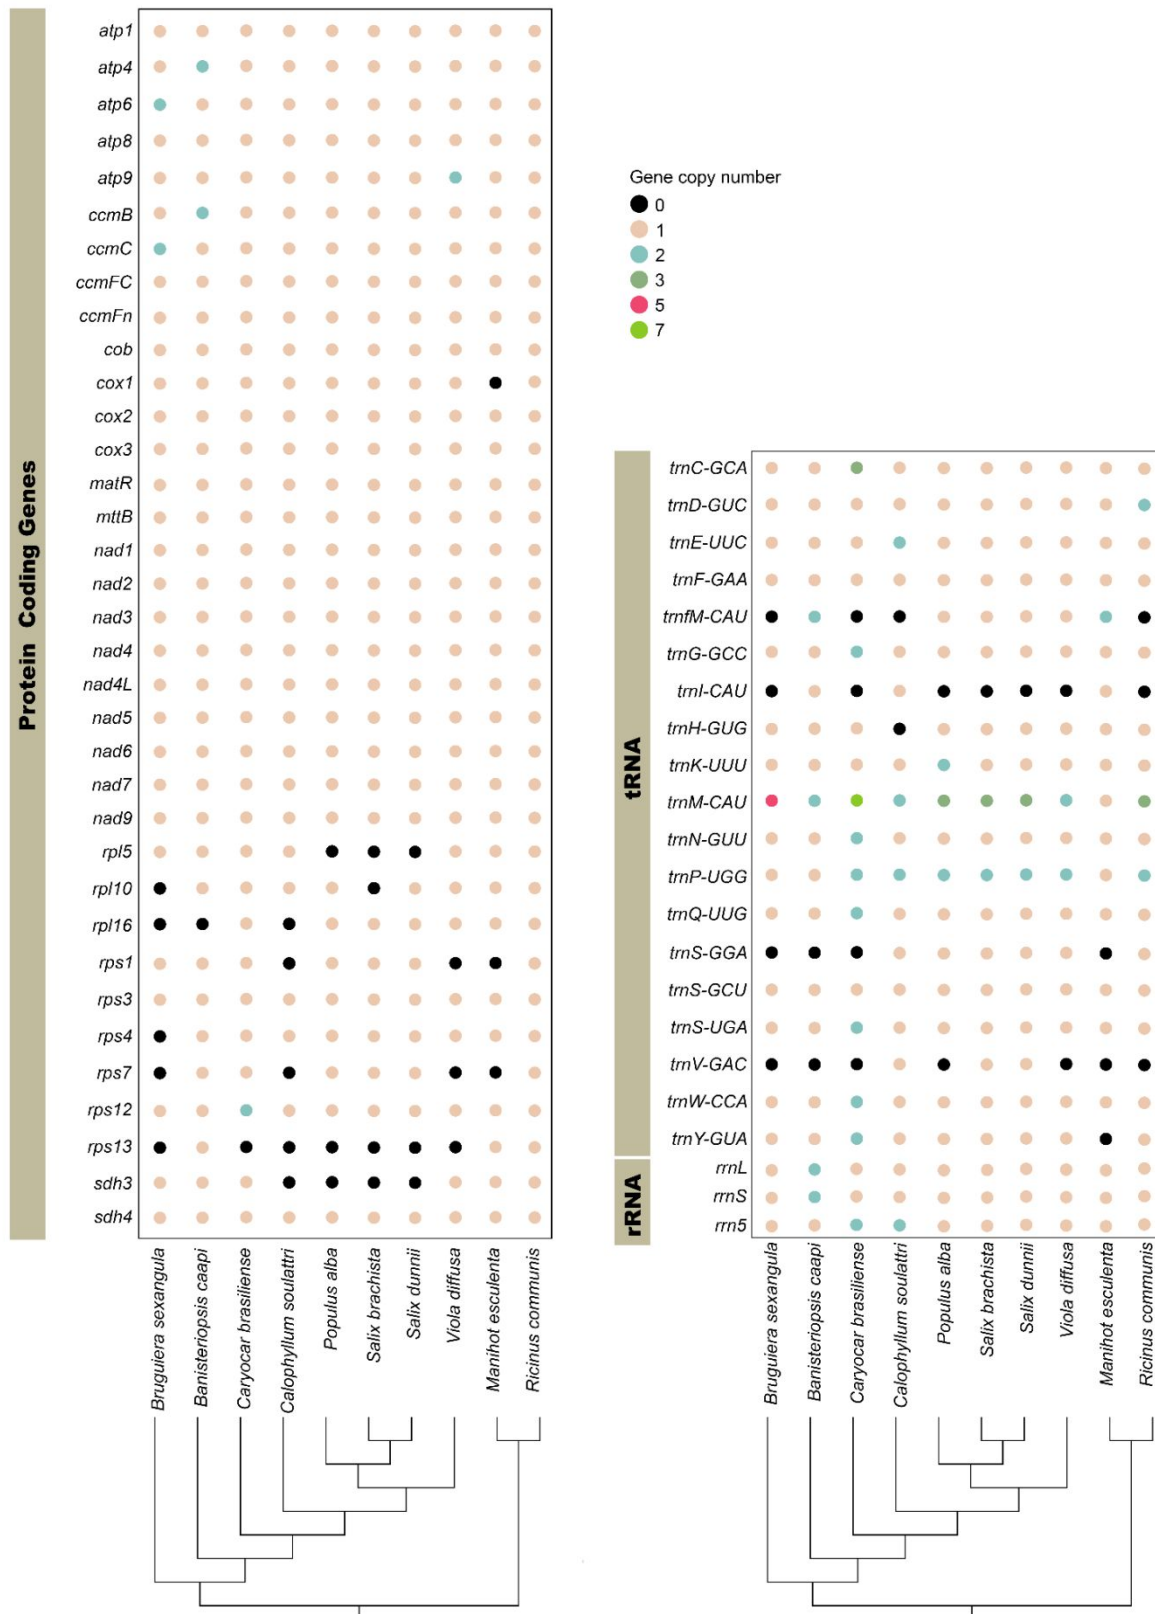 Protein Coding Genes
atp1
atp4
atp6
atp8
atp9
ccmB
ccmC
ccmFC
ccmFn
cob
cox1
cox2
cox3
matR
mttB
nad1
nad2
nad3
nad4
nad4L
nad5
nad6
nad7
nad9
rpl5
rpl10
rpl16
rps1
rps3
rps4
rps7
rps12
rps13
sdh3
sdh4
Bruguiera sexangula
Banisteriopsis caapi
Caryocar brasiliense
Calophyllum soulattri
Populus alba
Salix brachista
Salix dunnii
Viola diffusa
Manihot esculenta
Ricinus communis
Gene copy number
0
1
2
3
5
7
tRNA
trnC-GCA
trnD-GUC
trnE-UUC
trnF-GAA
trnfM-CAU
trnG-GCC
trnI-CAU
trnH-GUG
trnK-UUU
trnM-CAU
trnN-GUU
trnP-UGG
trnQ-UUG
trnS-GGA
trnS-GCU
trnS-UGA
trnV-GAC
trnW-CCA
trnY-GUA
rRNA
rrnL
rrnS
rrn5
Bruguiera sexangula
Banisteriopsis caapi
Caryocar brasiliense
Calophyllum soulattri
Populus alba
Salix brachista
Salix dunnii
Viola diffusa
Manihot esculenta
Ricinus communis